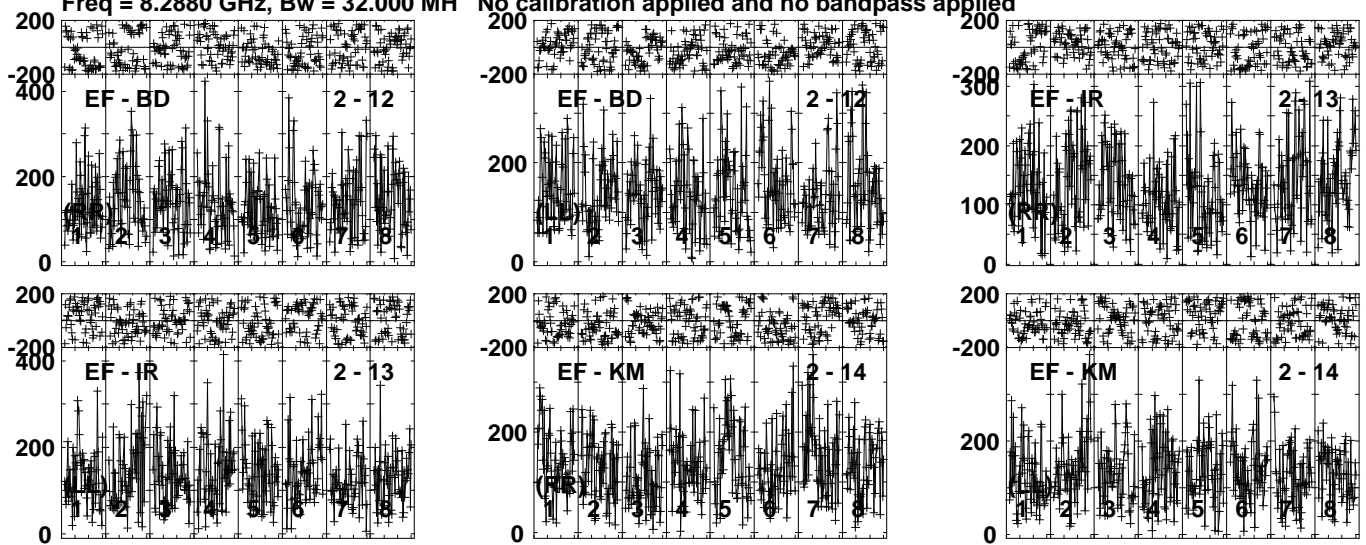 Freq = 8.2880 GHz, Bw = 32.000 MH No calibration applied and no bandpass applied
200 200 200
-200 -200 -200
400 300
EF - BD 2 - 12 EF - BD 2 - 12 EF - IR 2 - 13
200 200 200
100
(RR) (LL) (RR)
1 2 3 4 5 6 7 8 1 2 3 4 5 6 7 8 1 2 3 4 5 6 7 8
0 0 0
200 200 200
-200 -200 -200
400
EF - IR 2 - 13 EF - KM 2 - 14 EF - KM 2 - 14
200 200 200
(LL) (RR) (LL)
1 2 3 4 5 6 7 8 1 2 3 4 5 6 7 8 1 2 3 4 5 6 7 8
0 0 0